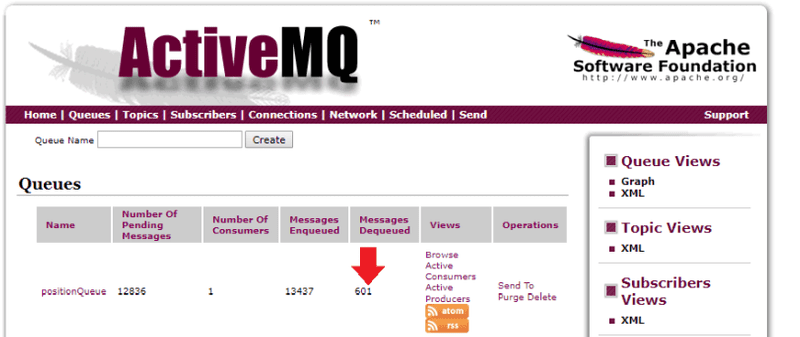 ActiveMQ ™
The Apache
Software Foundation
http://www.apache.org/
Home | Queues | Topics | Subscribers | Connections | Network | Scheduled | Send
Support
Queue Name
Create
Queues
Name
Number Of
Pending
Messages
Number Of
Consumers
Messages
Enqueued
Messages
Dequeued
Views
Operations
positionQueue
12836
1
13437
601
Browse
Active
Consumers
Active
Producers
atom
rss
Send To
Purge Delete
Queue Views
Graph
XML
Topic Views
XML
Subscribers
Views
XML